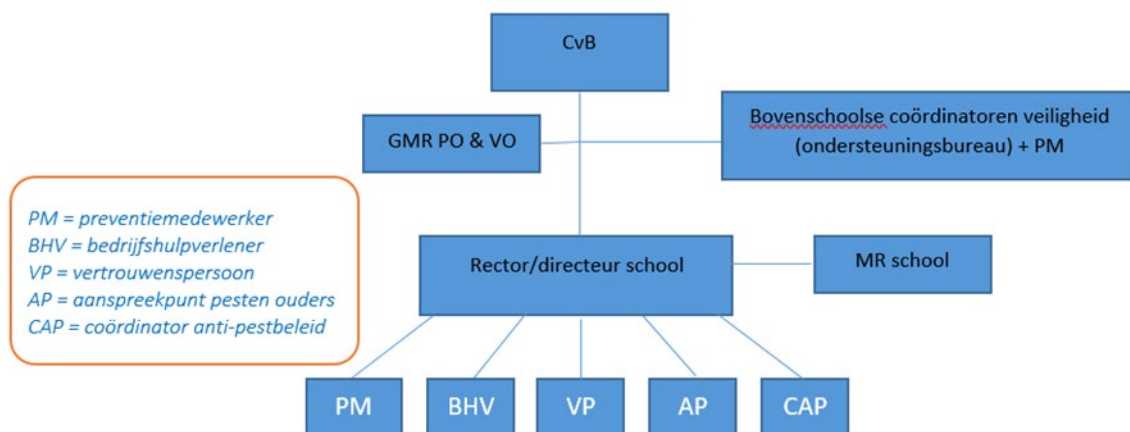 CvB
GMR PO & VO
Bovenschoolse coördinatoren veiligheid
(ondersteuningsbureau) + PM
PM = preventiemedewerker
BHV = bedrijfshulpverlener
VP = vertrouwenspersoon
AP = aanspreekpunt pesten ouders
CAP = coördinator anti-pestbeleid
Rector/directeur school
MR school
PM
BHV
VP
AP
CAP